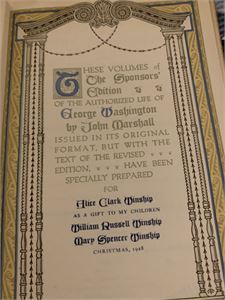 THESE VOLUMES of
The Sponsors'
Edition
OF THE AUTHORIZED LIFE OF
George Washington
by John Marshall
ISSUED IN ITS ORIGINAL
FORMAT, BUT WITH THE
TEXT OF THE REVISED
EDITION, HAVE BEEN
SPECIALLY PREPARED
FOR
Alice Clark Winship
AS A GIFT TO MY CHILDREN
William Russell Winship
Mary Spencer Winship
CHRISTMAS, 1928